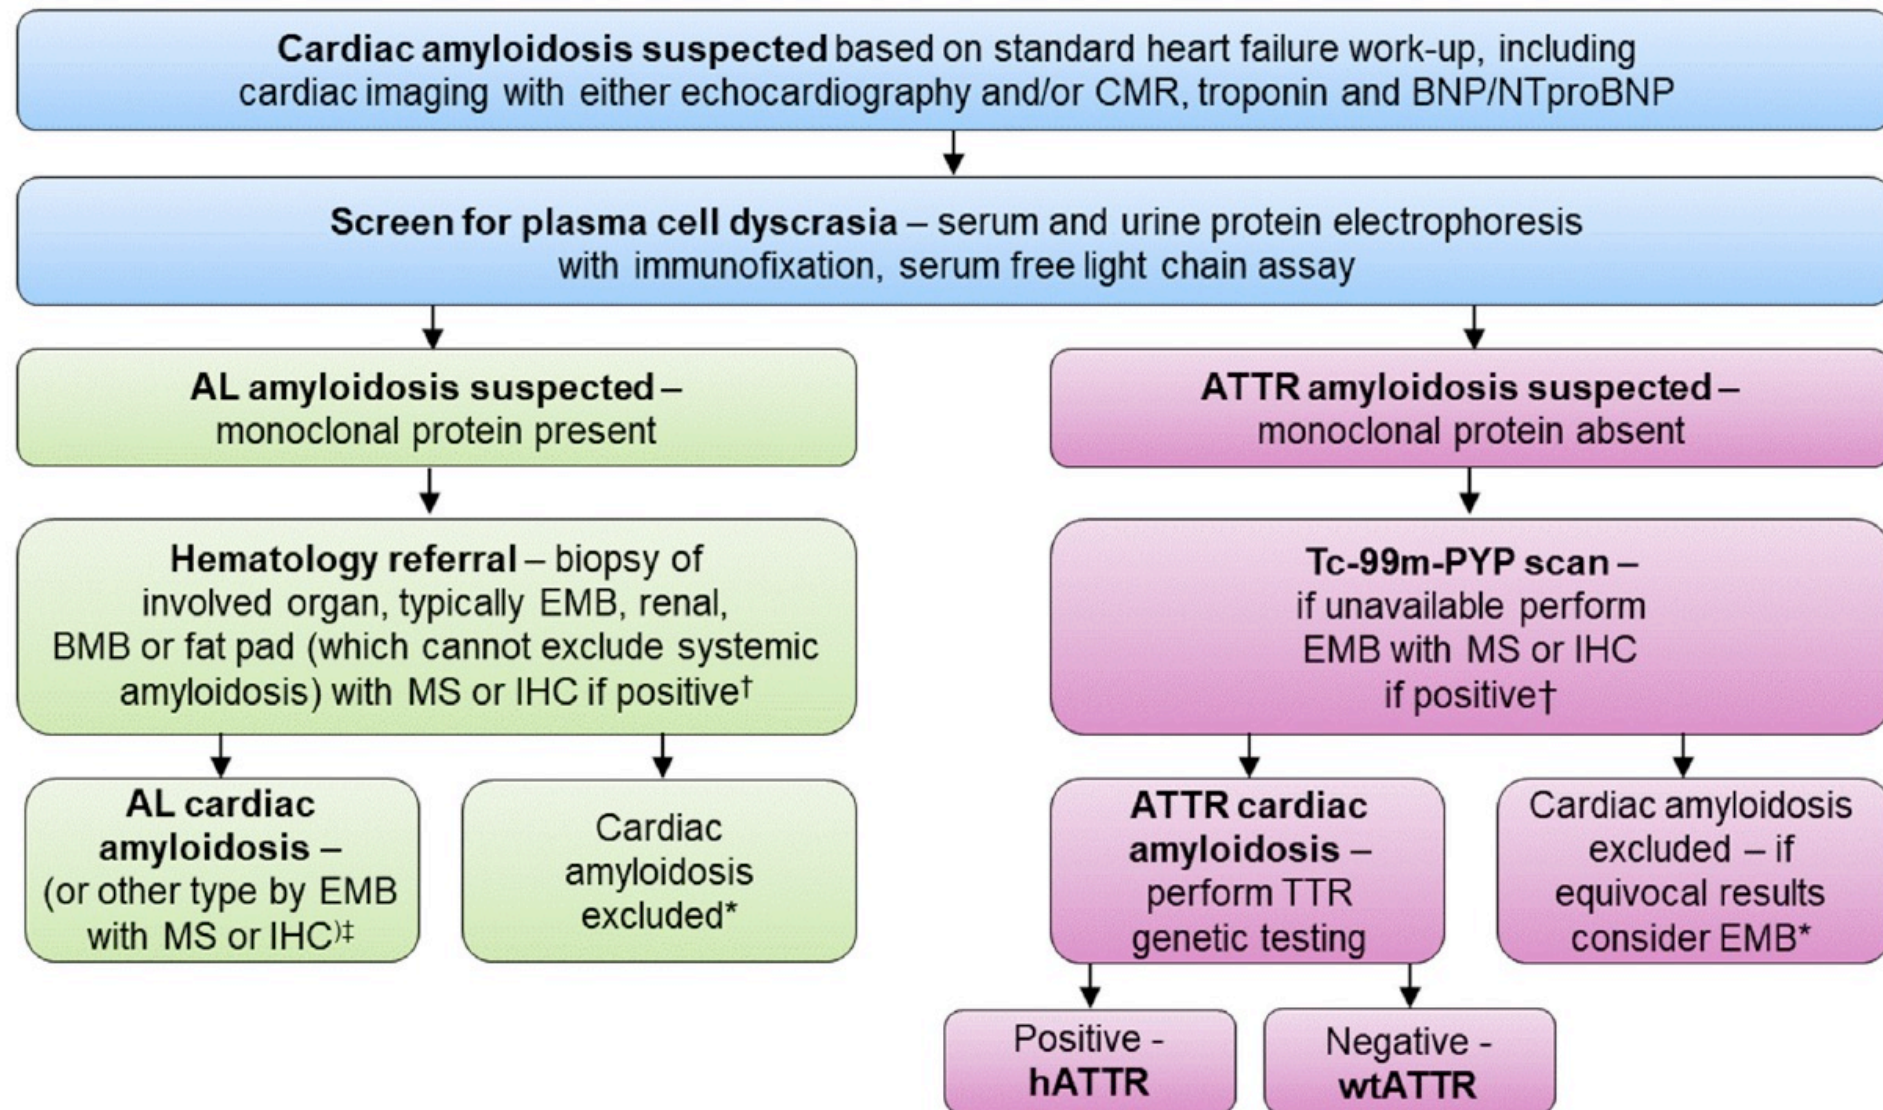 Cardiac amyloidosis suspected based on standard heart failure work-up, including
cardiac imaging with either echocardiography and/or CMR, troponin and BNP/NTproBNP
Screen for plasma cell dyscrasia – serum and urine protein electrophoresis
with immunofixation, serum free light chain assay
AL amyloidosis suspected –
monoclonal protein present
ATTR amyloidosis suspected –
monoclonal protein absent
Hematology referral – biopsy of
involved organ, typically EMB, renal,
BMB or fat pad (which cannot exclude systemic
amyloidosis) with MS or IHC if positive†
Tc-99m-PYP scan –
if unavailable perform
EMB with MS or IHC
if positive†
AL cardiac
amyloidosis –
(or other type by EMB
with MS or IHC)‡
Cardiac
amyloidosis
excluded*
ATTR cardiac
amyloidosis –
perform TTR
genetic testing
Cardiac amyloidosis
excluded – if
equivocal results
consider EMB*
Positive -
hATTR
Negative -
wtATTR